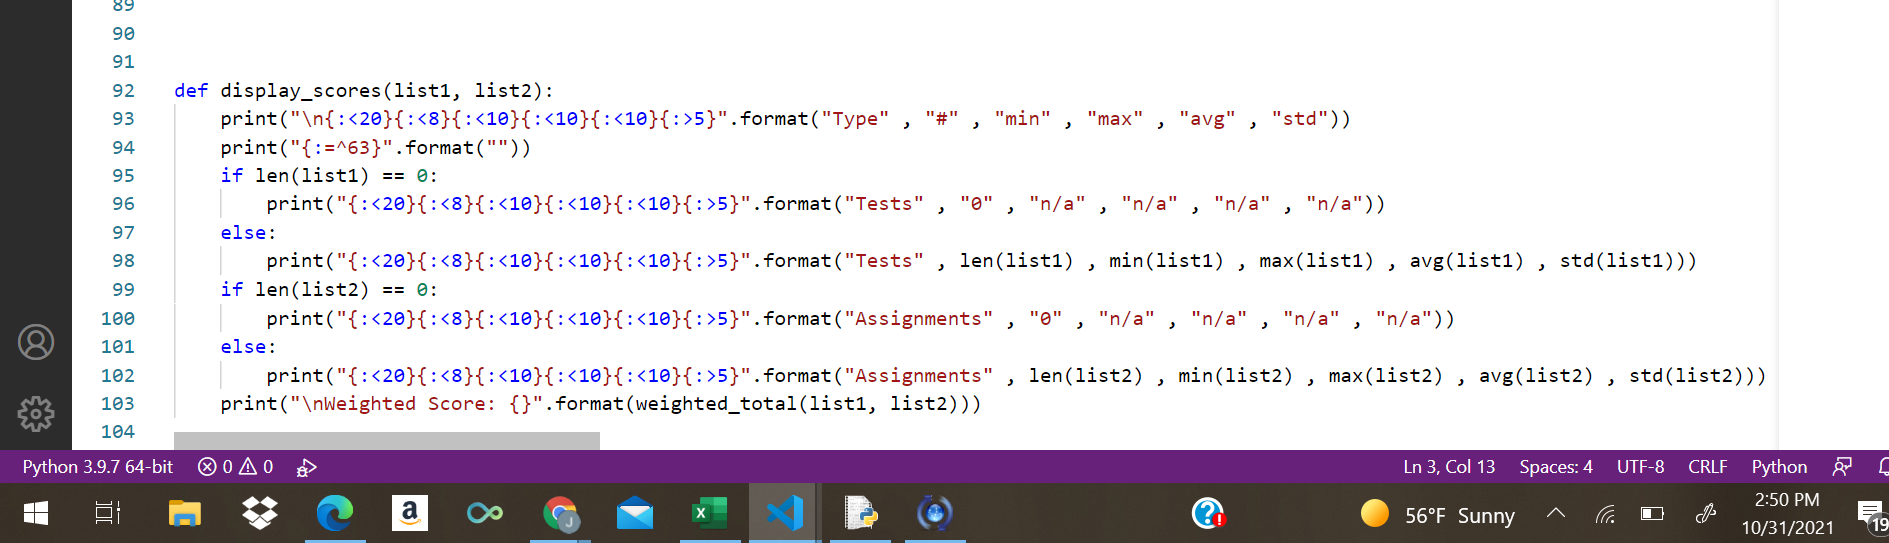 89
90
91
92 def display_scores(list1, list2):
93 print("\n{:<20}{:<8}{:<10}{:<10}{:<10}{:>5}".format("Type" , "#" , "min" , "max" , "avg" , "std"))
94 print("{:=^63}".format(""))
95 if len(list1) == 0:
96 print("{:<20}{:<8}{:<10}{:<10}{:<10}{:>5}".format("Tests" , "0" , "n/a" , "n/a" , "n/a" , "n/a"))
97 else:
98 print("{:<20}{:<8}{:<10}{:<10}{:<10}{:>5}".format("Tests" , len(list1) , min(list1) , max(list1) , avg(list1) , std(list1)))
99 if len(list2) == 0:
100 print("{:<20}{:<8}{:<10}{:<10}{:<10}{:>5}".format("Assignments" , "0" , "n/a" , "n/a" , "n/a" , "n/a"))
101 else:
102 print("{:<20}{:<8}{:<10}{:<10}{:<10}{:>5}".format("Assignments" , len(list2) , min(list2) , max(list2) , avg(list2) , std(list2)))
103 print("\nWeighted Score: {}".format(weighted_total(list1, list2)))
104
Python 3.9.7 64-bit 0 0 Ln 3, Col 13 Spaces: 4 UTF-8 CRLF Python
a J X 56°F Sunny 2:50 PM
10/31/2021 19